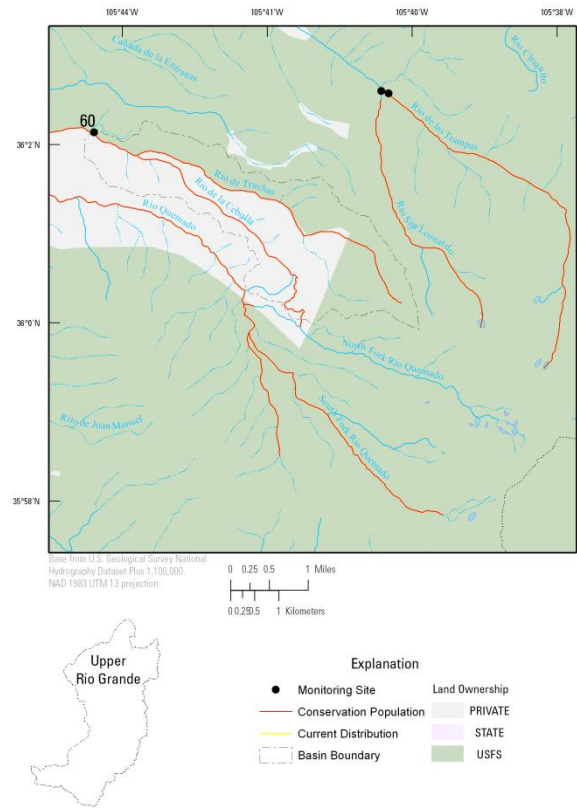 105°44'W
105°41'W
105°40'W
105°38'W
Cañada de la Entranas
Rio Chiquito
60
Rio de las Trampas
36°2'N
Rio de Truchas
Rio de la Cebolla
Rio Quemado
Rio San Leonardo
36°0'N
North Fork Rio Quemado
South Fork Rio Quemado
Rito de Juan Manuel
35°58'N
Base from U.S. Geological Survey National
Hydrography Dataset Plus 1:100,000.
NAD 1983 UTM 13 projection
0 0.25 0.5 1 Miles
0 0.25 0.5 1 Kilometers
Upper
Rio Grande
Explanation
Monitoring Site
Conservation Population
Current Distribution
Basin Boundary
Land Ownership
PRIVATE
STATE
USFS